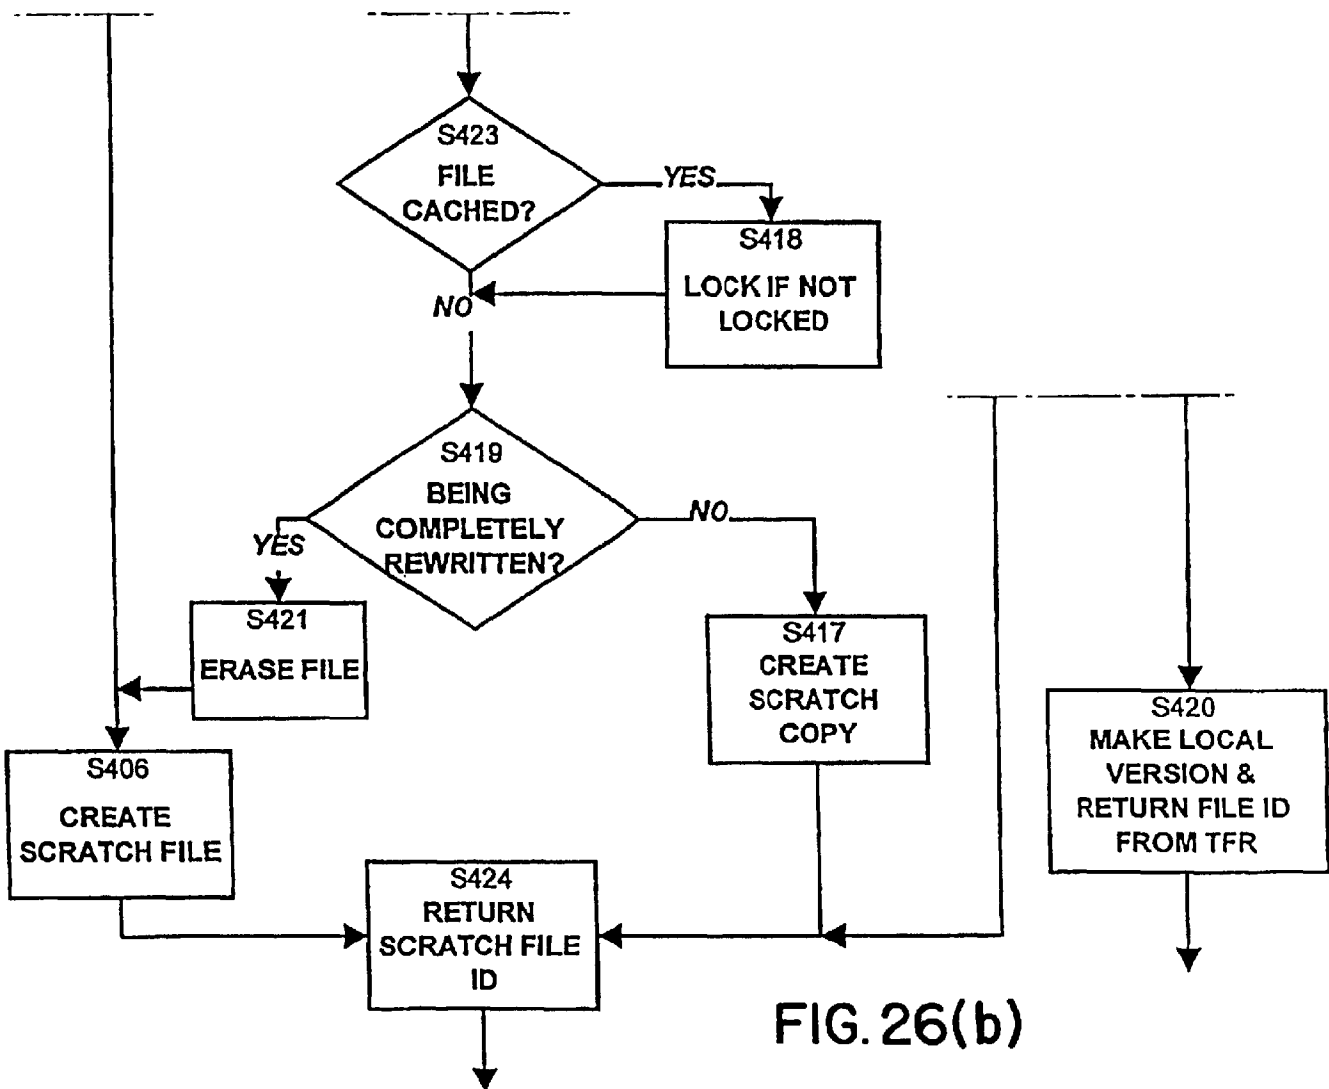 S423
FILE
CACHED?
YES
S418
LOCK IF NOT
LOCKED
NO
S419
BEING
COMPLETELY
REWRITTEN?
NO
YES
S421
ERASE FILE
S417
CREATE
SCRATCH
COPY
S420
MAKE LOCAL
VERSION &
RETURN FILE ID
FROM TFR
S406
CREATE
SCRATCH FILE
S424
RETURN
SCRATCH FILE
ID
FIG. 26(b)